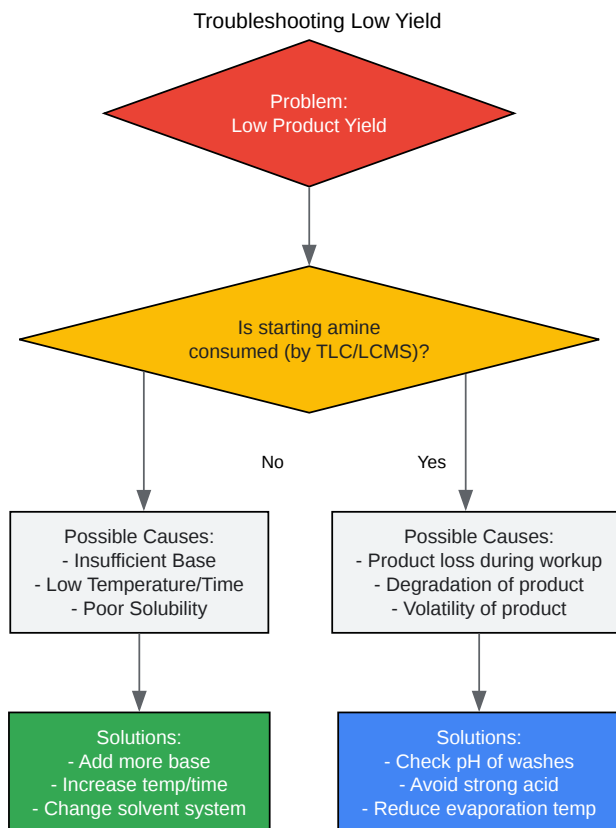 Troubleshooting Low Yield
Problem:
Low Product Yield
Is starting amine
consumed (by TLC/LCMS)?
No
Yes
Possible Causes:
- Insufficient Base
- Low Temperature/Time
- Poor Solubility
Possible Causes:
- Product loss during workup
- Degradation of product
- Volatility of product
Solutions:
- Add more base
- Increase temp/time
- Change solvent system
Solutions:
- Check pH of washes
- Avoid strong acid
- Reduce evaporation temp